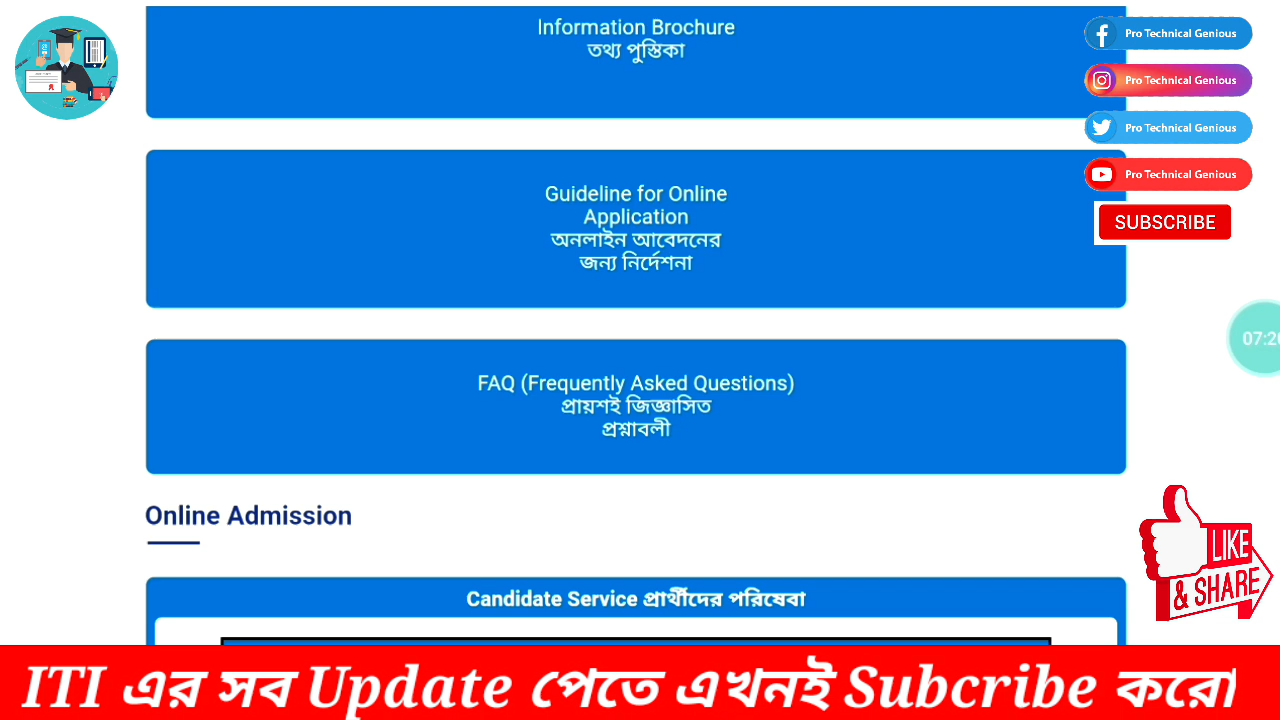 Information Brochure
তথ্য পুস্তিকা
Pro Technical Genious
Pro Technical Genious
Pro Technical Genious
Pro Technical Genious
SUBSCRIBE
Guideline for Online
Application
অনলাইন আবেদনের
জন্য নির্দেশনা
FAQ (Frequently Asked Questions)
প্রায়শই জিজ্ঞাসিত
প্রশ্নাবলী
Online Admission
LIKE
& SHARE
Candidate Service প্রার্থীদের পরিষেবা
ITI এর সব Update পেতে এখনই Subcribe করো